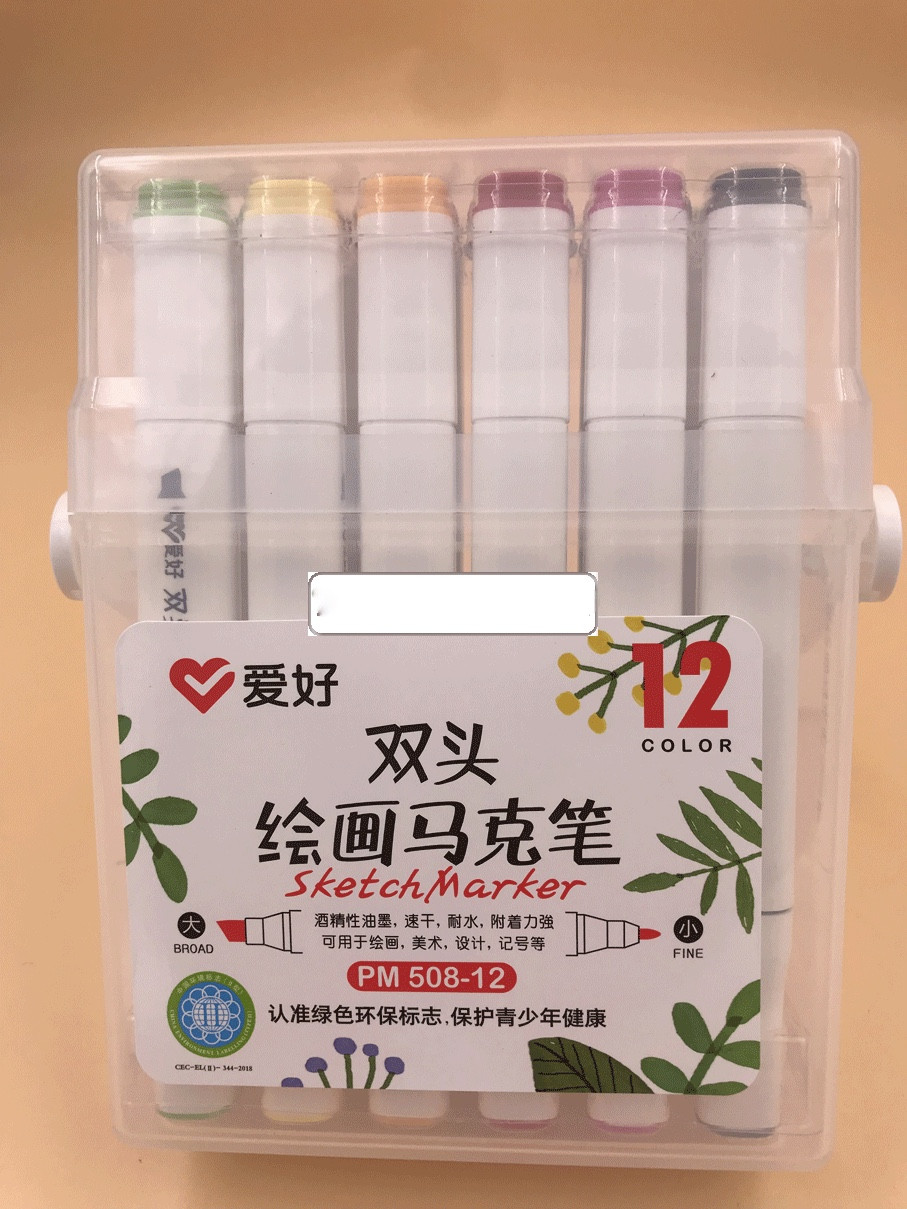 爱好 双
爱好
12
COLOR
双头
绘画马克笔
SketchMarker
大
BROAD
酒精性油墨, 速干, 耐水, 附着力強
可用于绘画, 美术, 设计, 记号等
小
FINE
PM 508-12
认准绿色环保标志,保护青少年健康
CEC-EL(Ⅱ)- 344-2018